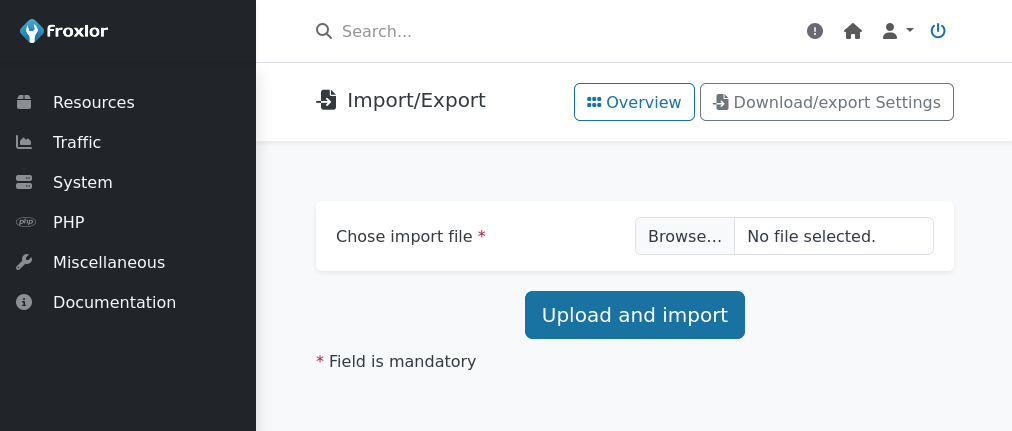 froxlor
Search...
Resources
Traffic
System
PHP
Miscellaneous
Documentation
Import/Export
Overview
Download/export Settings
Chose import file *
Browse...
No file selected.
Upload and import
* Field is mandatory